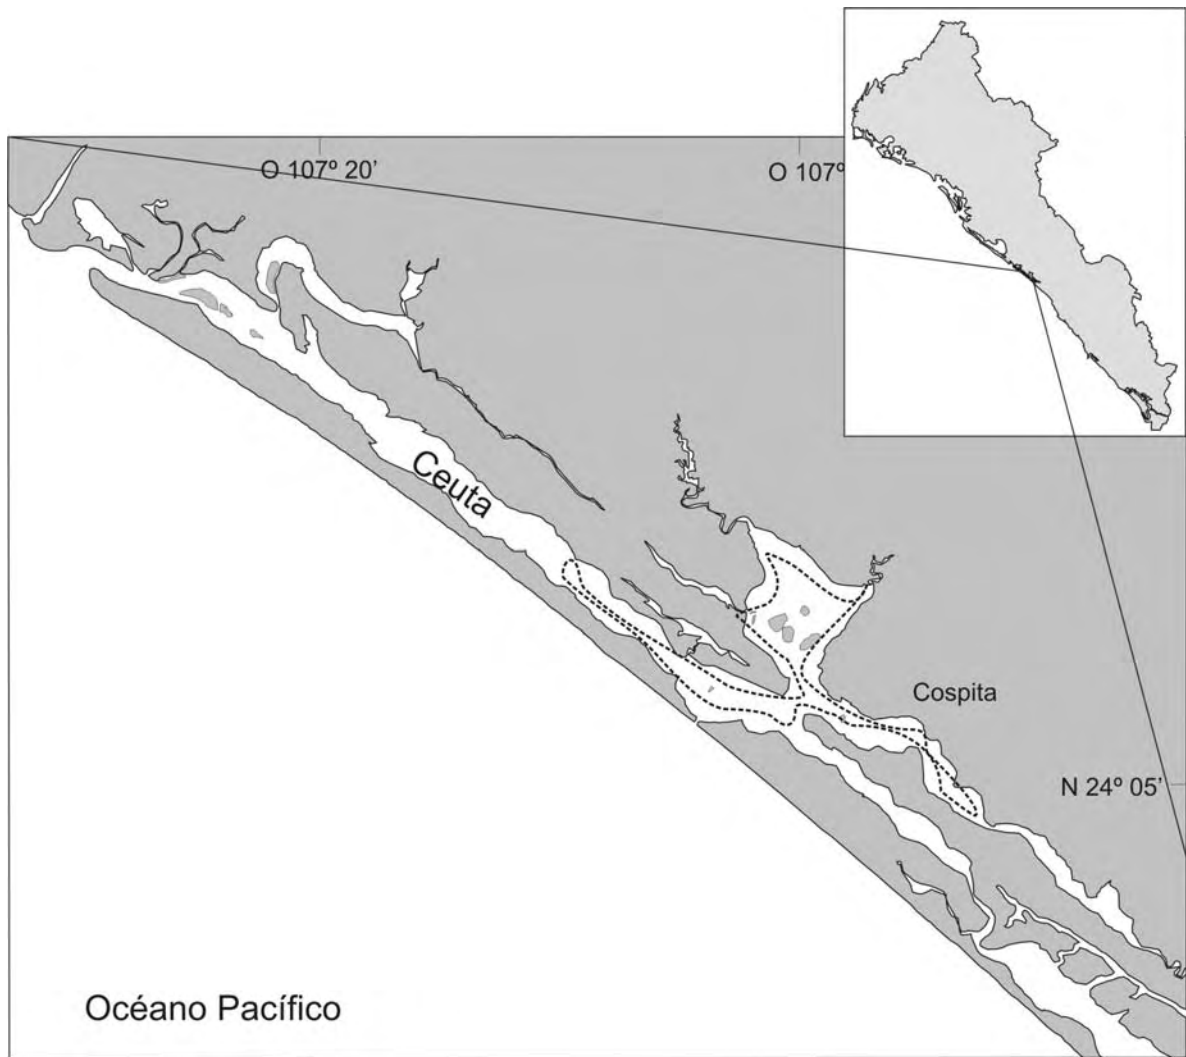 O 107º 20’
O 107º
Ceuta
Cospita
N 24º 05’
Océano Pacífico